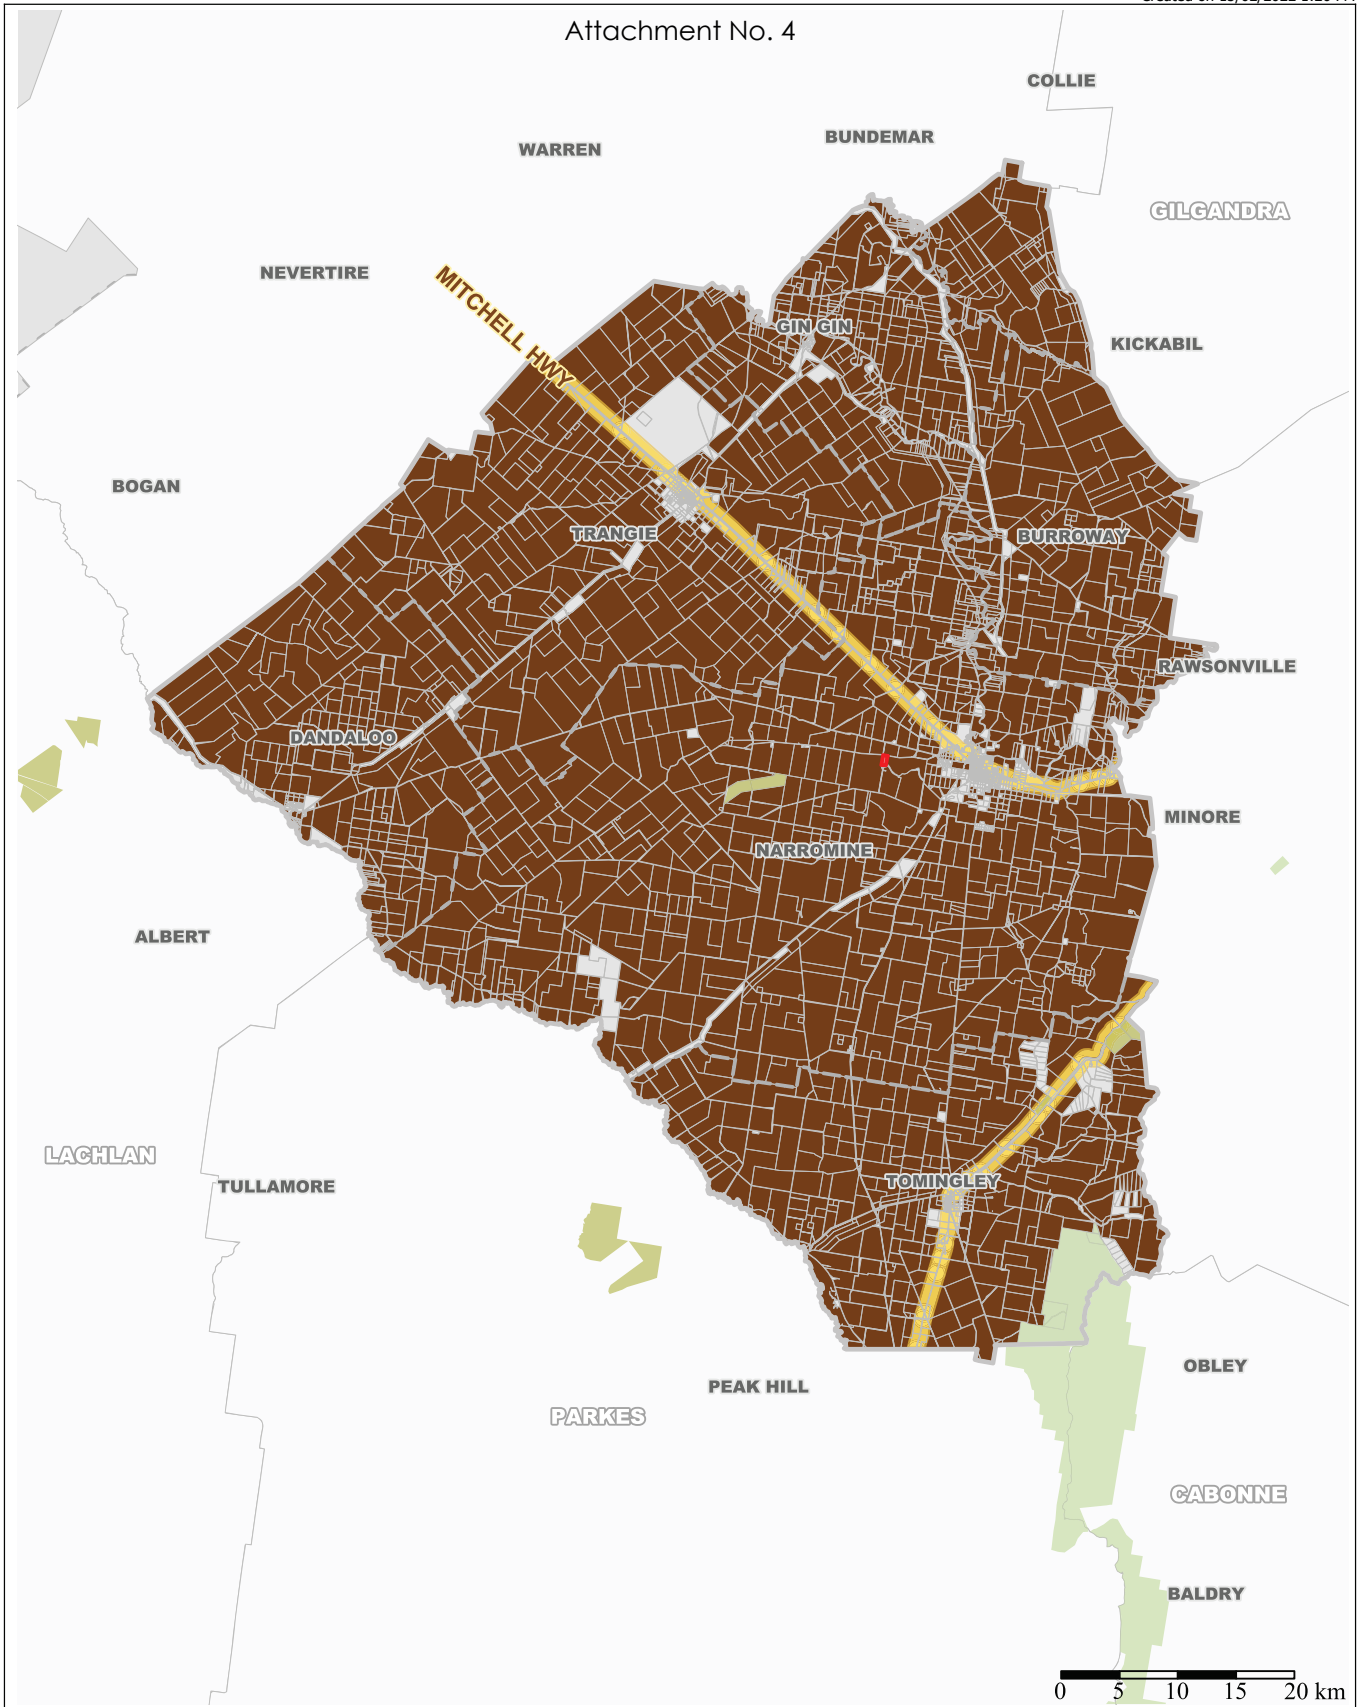 Attachment No. 4
COLLIE
BUNDEMAR
WARREN
GILGANDRA
NEVERTIRE
MITCHELL HWY
GIN GIN
KICKABIL
BOGAN
TRANGIE
BURROWAY
RAWSONVILLE
DANDALOO
MINORE
NARROMINE
ALBERT
LACHLAN
TOMINGLEY
TULLAMORE
OBLEY
PEAK HILL
PARKES
CABONNE
BALDRY
0 5 10 15 20 km